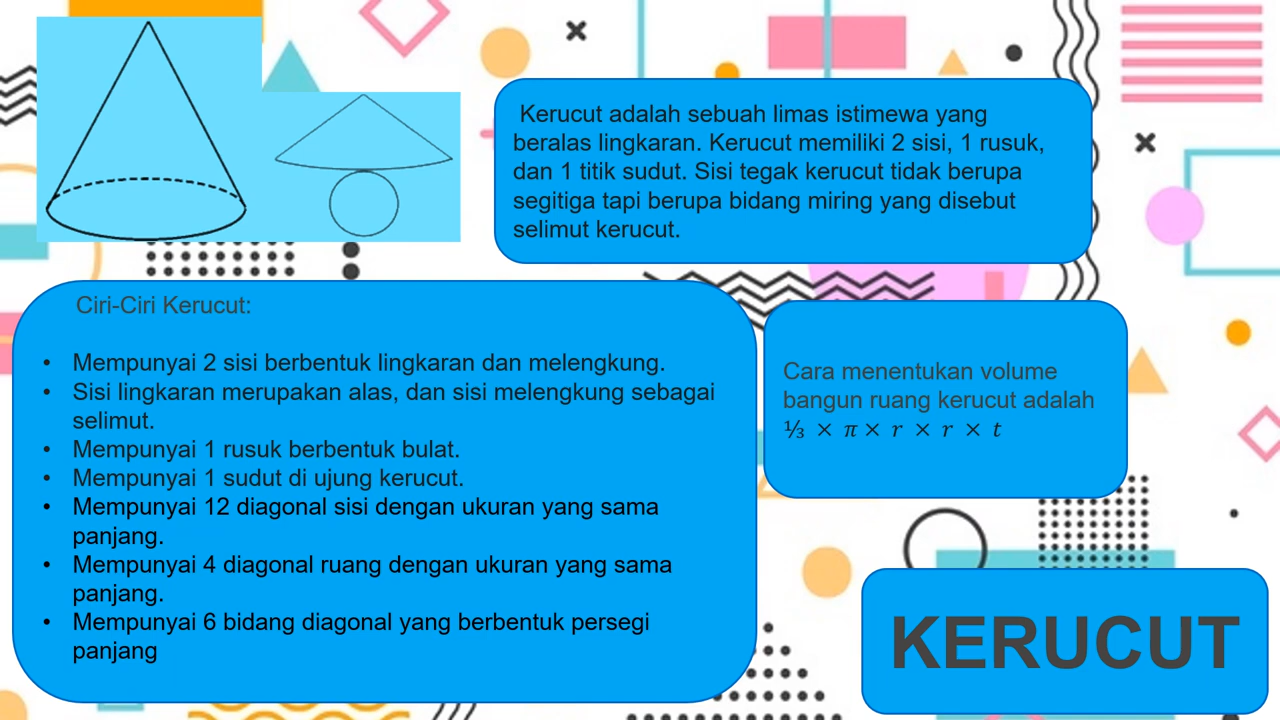 Kerucut adalah sebuah limas istimewa yang
beralas lingkaran. Kerucut memiliki 2 sisi, 1 rusuk,
dan 1 titik sudut. Sisi tegak kerucut tidak berupa
segitiga tapi berupa bidang miring yang disebut
selimut kerucut.
Ciri-Ciri Kerucut:
• Mempunyai 2 sisi berbentuk lingkaran dan melengkung.
• Sisi lingkaran merupakan alas, dan sisi melengkung sebagai
selimut.
• Mempunyai 1 rusuk berbentuk bulat.
• Mempunyai 1 sudut di ujung kerucut.
• Mempunyai 12 diagonal sisi dengan ukuran yang sama
panjang.
• Mempunyai 4 diagonal ruang dengan ukuran yang sama
panjang.
• Mempunyai 6 bidang diagonal yang berbentuk persegi
panjang
Cara menentukan volume
bangun ruang kerucut adalah
⅓ × π × r × r × t
KERUCUT